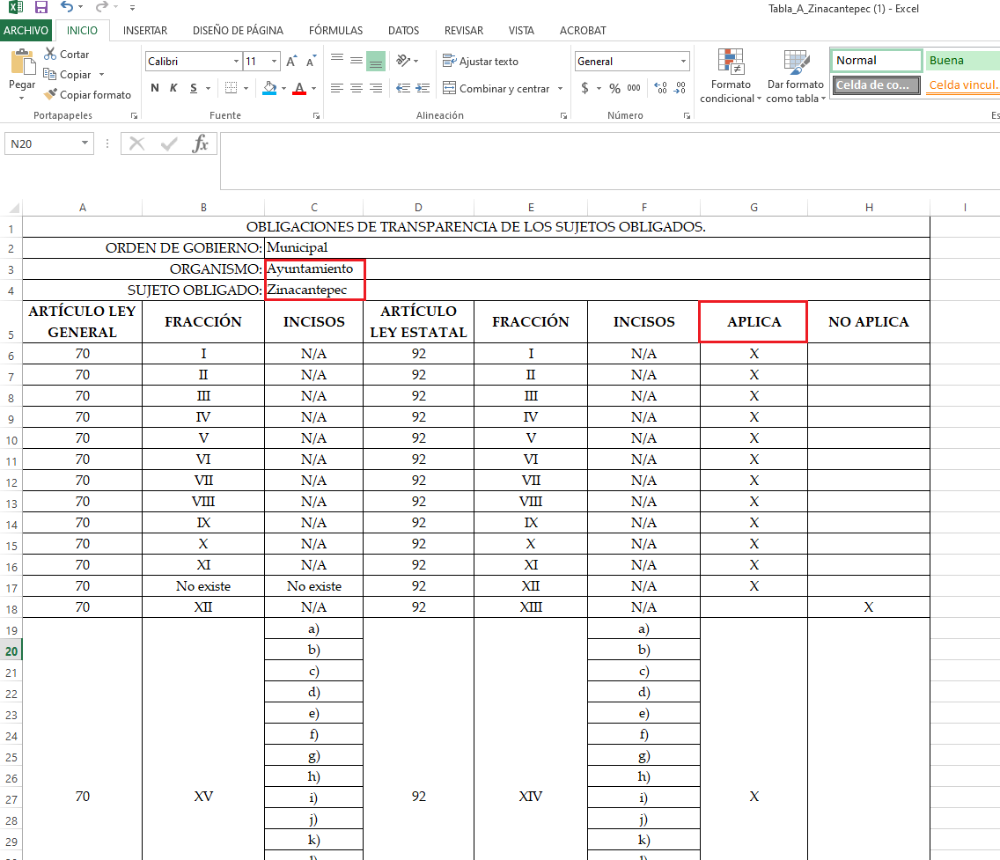 Tabla_A_Zinacantepec (1) - Excel
ARCHIVO INICIO INSERTAR DISEÑO DE PÁGINA FÓRMULAS DATOS REVISAR VISTA ACROBAT
Pegar
Cortar
Copiar
Copiar formato
Portapapeles
Calibri 11
N K S
Fuente
Ajustar texto
Combinar y centrar
Alineación
General
$ % 000
Número
Formato condicional
Dar formato como tabla
Normal Buena
Celda de co... Celda vincul.
Es
N20 fx
A B C D E F G H I
1 OBLIGACIONES DE TRANSPARENCIA DE LOS SUJETOS OBLIGADOS.
2 ORDEN DE GOBIERNO: Municipal
3 ORGANISMO: Ayuntamiento
4 SUJETO OBLIGADO: Zinacantepec
5 ARTÍCULO LEY GENERAL FRACCIÓN INCISOS ARTÍCULO LEY ESTATAL FRACCIÓN INCISOS APLICA NO APLICA
6 70 I N/A 92 I N/A X
7 70 II N/A 92 II N/A X
8 70 III N/A 92 III N/A X
9 70 IV N/A 92 IV N/A X
10 70 V N/A 92 V N/A X
11 70 VI N/A 92 VI N/A X
12 70 VII N/A 92 VII N/A X
13 70 VIII N/A 92 VIII N/A X
14 70 IX N/A 92 IX N/A X
15 70 X N/A 92 X N/A X
16 70 XI N/A 92 XI N/A X
17 70 No existe No existe 92 XII N/A X
18 70 XII N/A 92 XIII N/A X
19 a) a)
20 b) b)
21 c) c)
22 d) d)
23 e) e)
24 f) f)
25 g) g)
26 h) h)
27 70 XV i) 92 XIV i) X
28 j) j)
29 k) k)